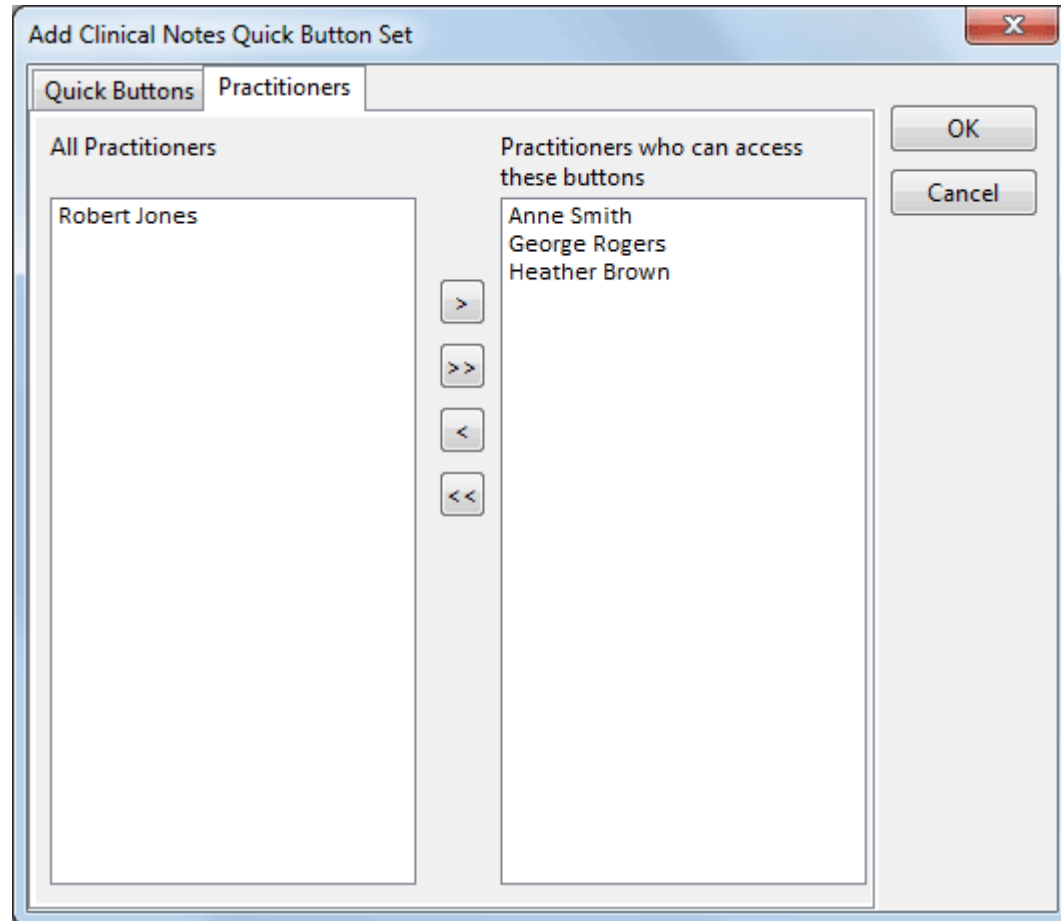 Add Clinical Notes Quick Button Set
X
Quick Buttons
Practitioners
OK
Cancel
All Practitioners
Robert Jones
>
>>
<
<<
Practitioners who can access
these buttons
Anne Smith
George Rogers
Heather Brown